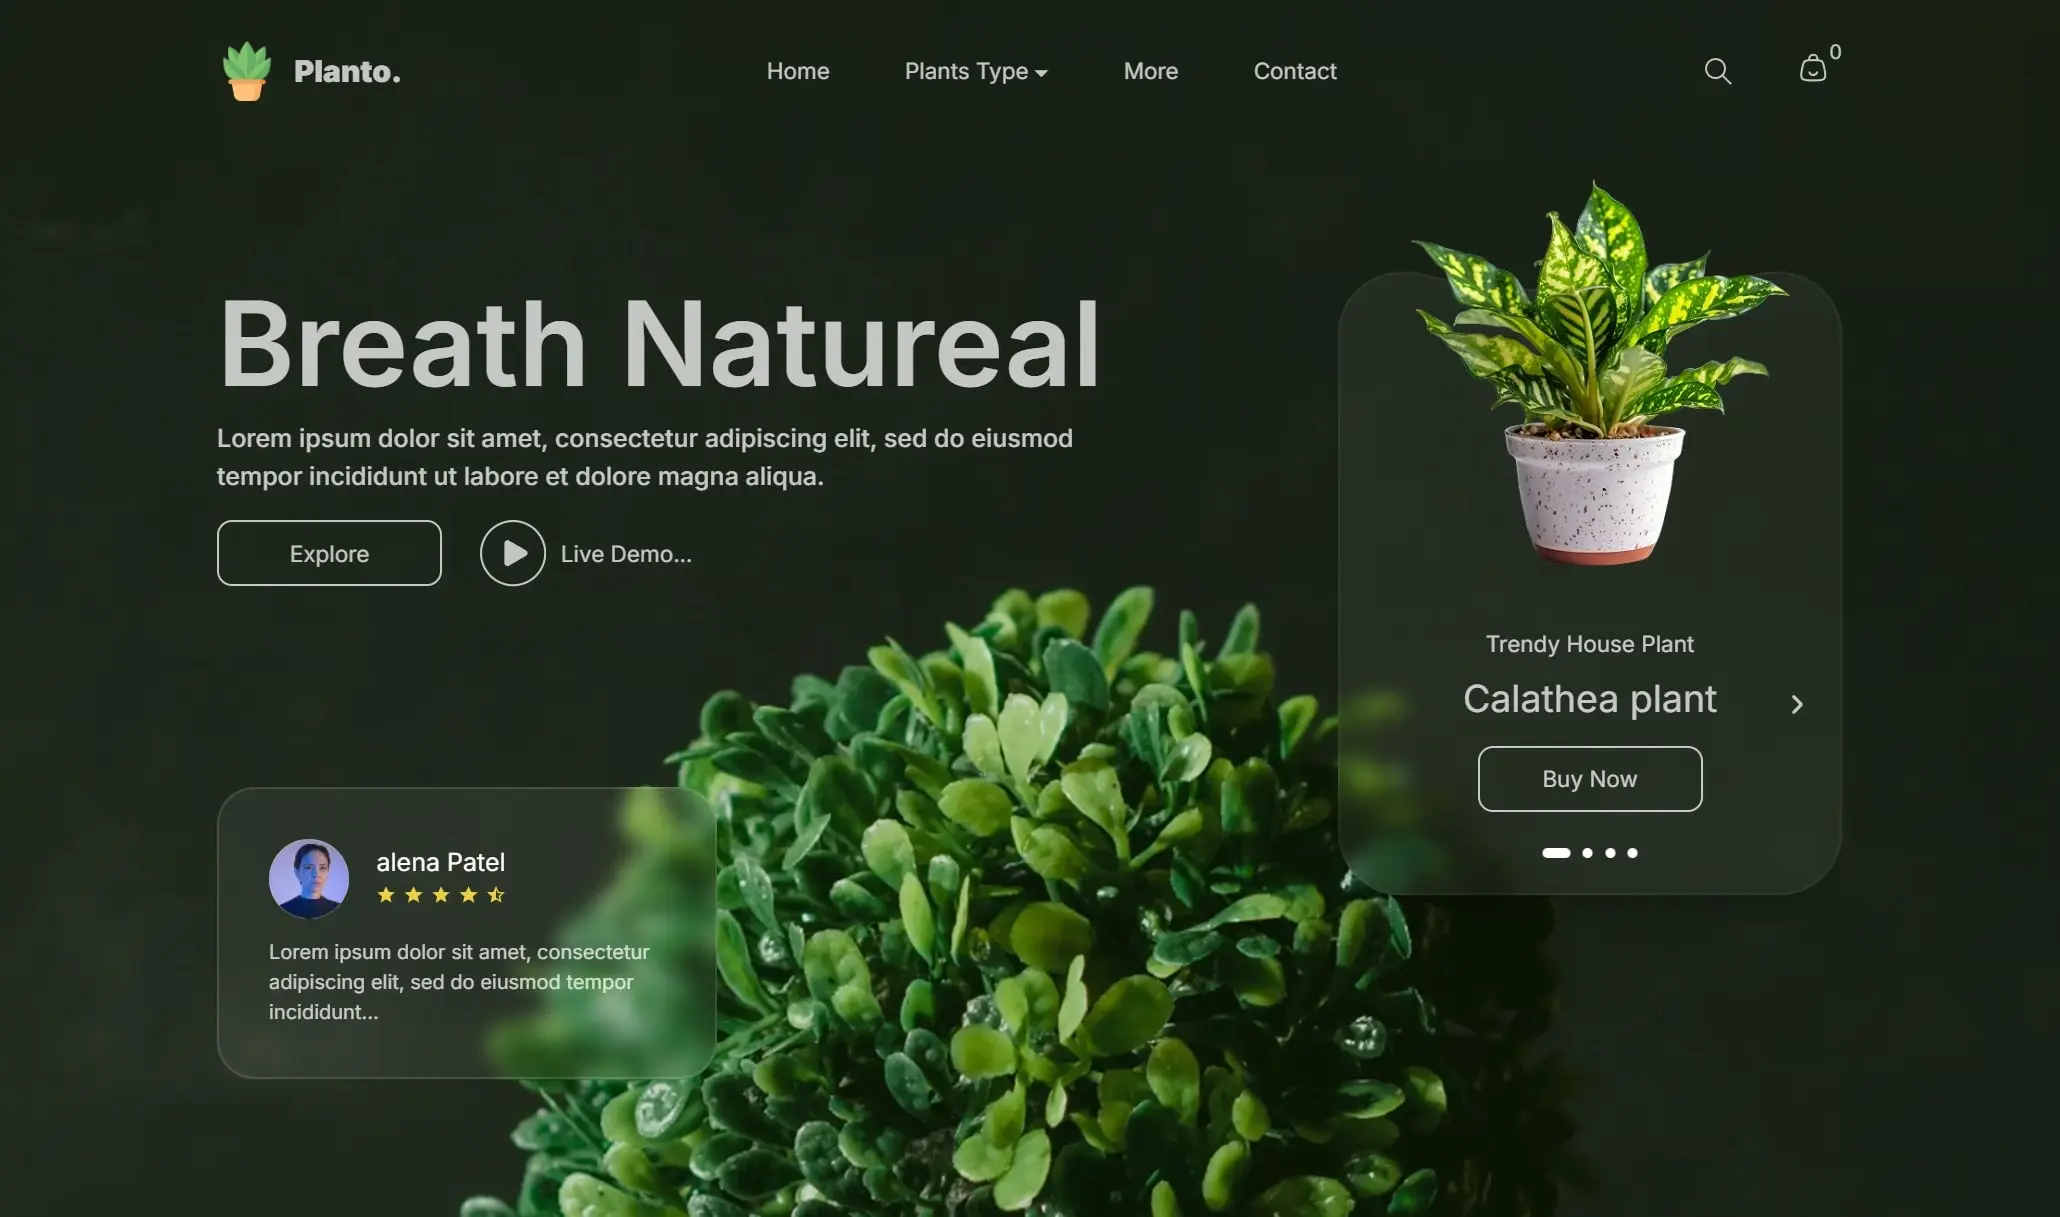 Planto.
Home
Plants Type
More
Contact
0
Breath Natureal
Lorem ipsum dolor sit amet, consectetur adipiscing elit, sed do eiusmod
tempor incididunt ut labore et dolore magna aliqua.
Explore
Live Demo...
Trendy House Plant
Calathea plant
Buy Now
alena Patel
Lorem ipsum dolor sit amet, consectetur
adipiscing elit, sed do eiusmod tempor
incididunt...